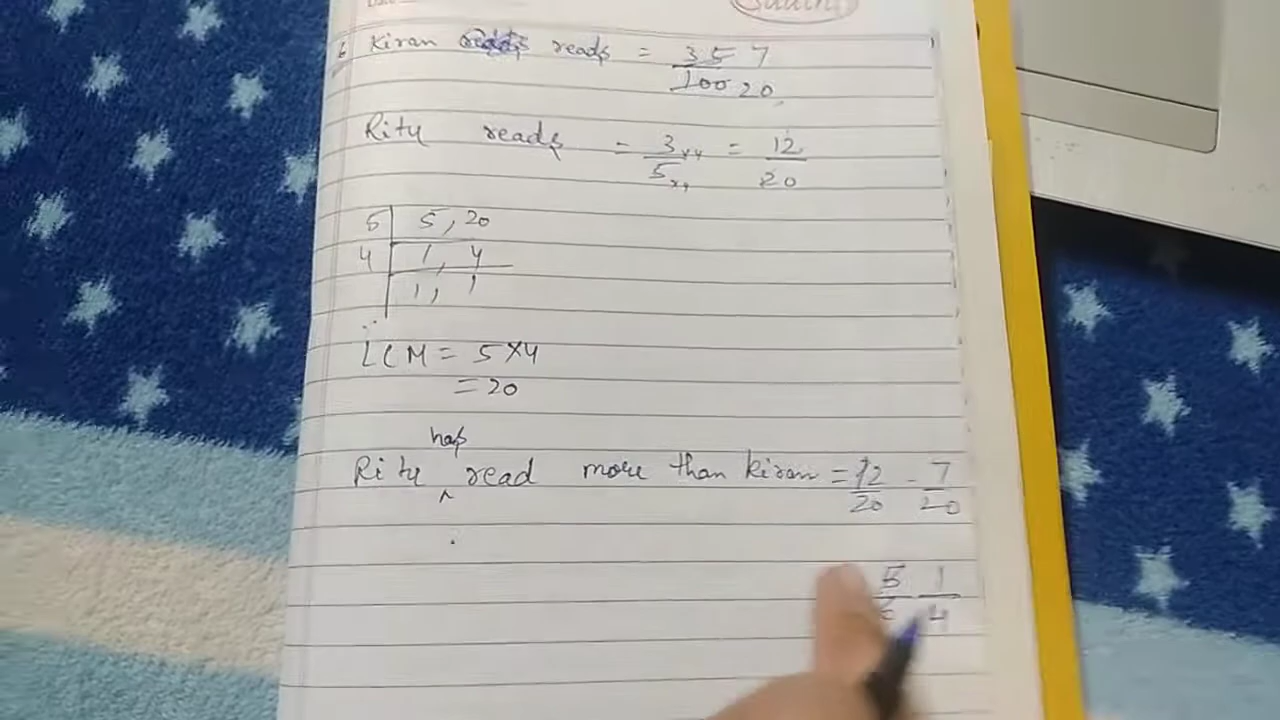 6 Kiran reads = 35/100 7/20
Ritu reads = 3×4/5×4 = 12/20
5 | 5, 20
4 | 1, 4
1, 1
LCM = 5×4
= 20
has
Ritu ^ read more than kiran = 12/20 - 7/20
5 1/4